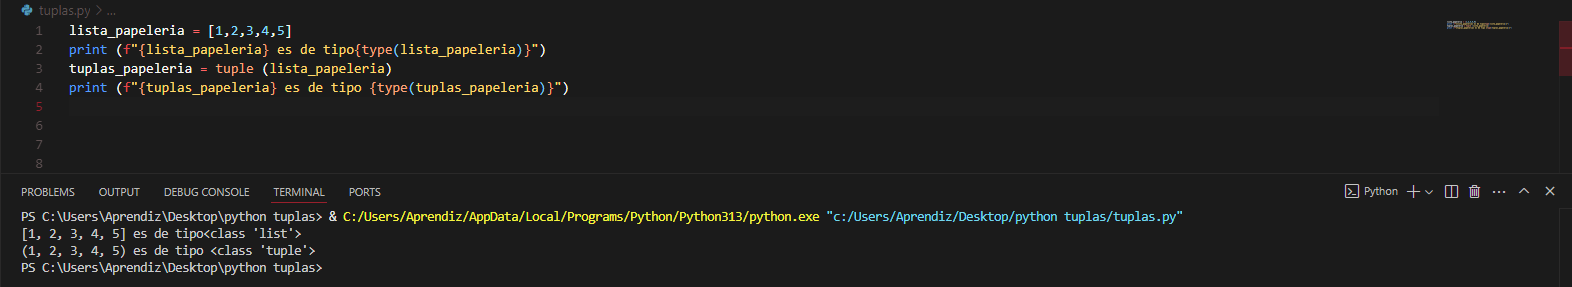 tuplas.py > ...
1 lista_papeleria = [1,2,3,4,5]
2 print (f"{lista_papeleria} es de tipo{type(lista_papeleria)}")
3 tuplas_papeleria = tuple (lista_papeleria)
4 print (f"{tuplas_papeleria} es de tipo {type(tuplas_papeleria)}")
5
6
7
8
PROBLEMS OUTPUT DEBUG CONSOLE TERMINAL PORTS Python
PS C:\Users\Aprendiz\Desktop\python tuplas> & C:/Users/Aprendiz/AppData/Local/Programs/Python/Python313/python.exe "c:/Users/Aprendiz/Desktop/python tuplas/tuplas.py"
[1, 2, 3, 4, 5] es de tipo<class 'list'>
(1, 2, 3, 4, 5) es de tipo <class 'tuple'>
PS C:\Users\Aprendiz\Desktop\python tuplas>